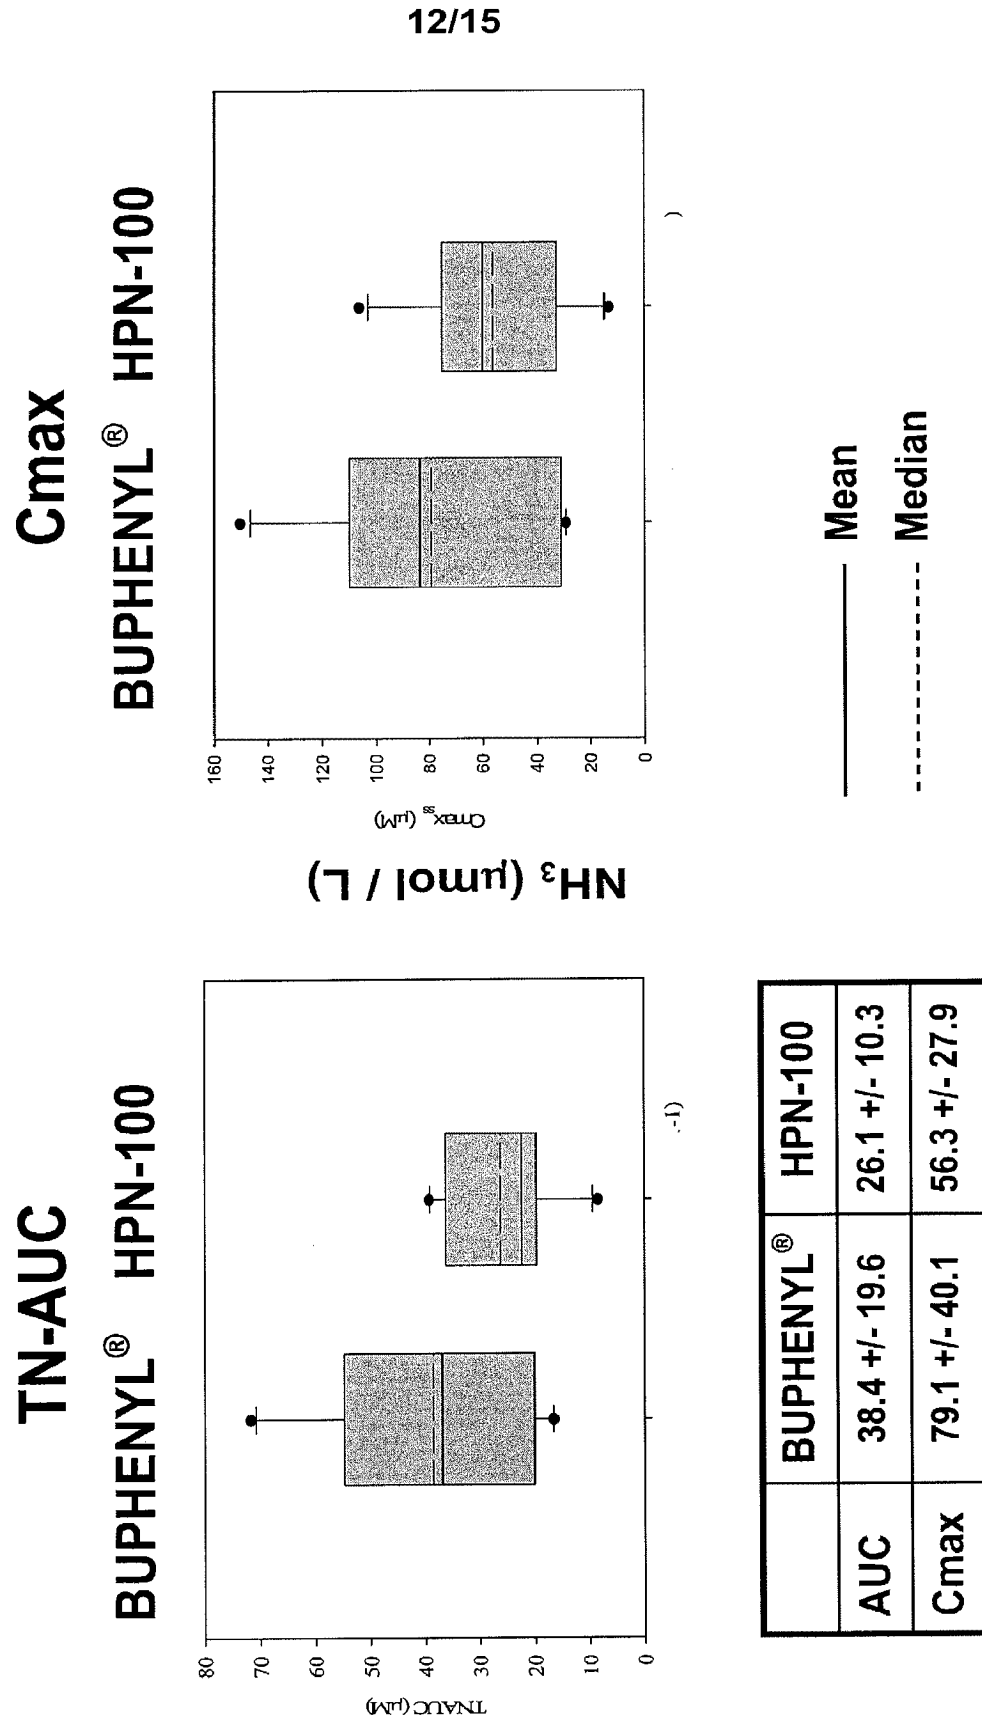 12/15
TN-AUC
BUPHENYL® HPN-100
80
70
60
50
40
30
20
10
0
TNAUC (μM)
.-1)
NH₃ (μmol / L)
Cmax
BUPHENYL® HPN-100
160
140
120
100
80
60
40
20
0
Cmax ss (μM)
)
BUPHENYL® HPN-100
AUC 38.4 +/- 19.6 26.1 +/- 10.3
Cmax 79.1 +/- 40.1 56.3 +/- 27.9
Mean
Median